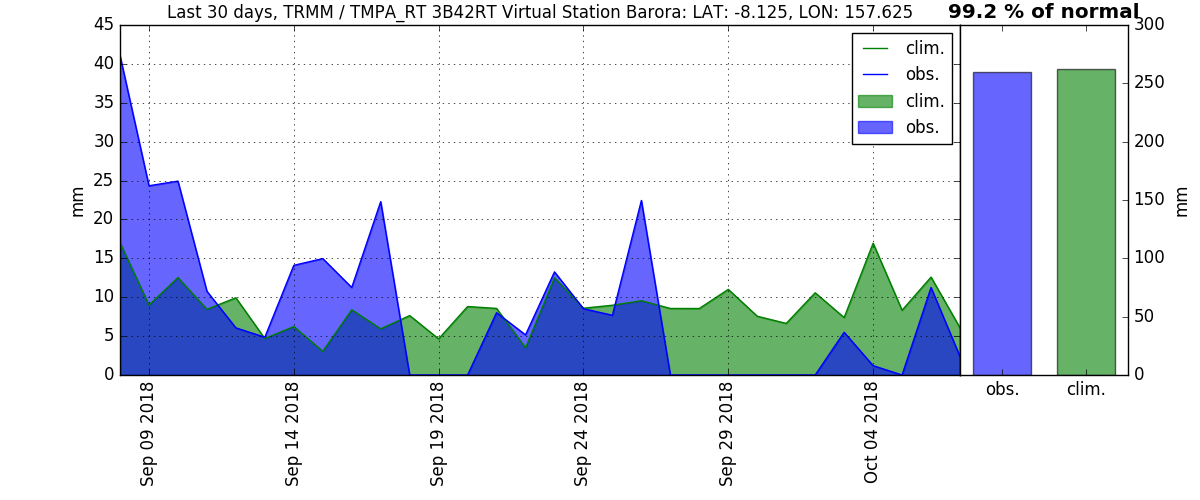 Last 30 days, TRMM / TMPA_RT 3B42RT Virtual Station Barora: LAT: -8.125, LON: 157.625
99.2 % of normal
45
40
35
30
25
20
15
10
5
0
mm
clim.
obs.
clim.
obs.
300
250
200
150
100
50
0
mm
Sep 09 2018
Sep 14 2018
Sep 19 2018
Sep 24 2018
Sep 29 2018
Oct 04 2018
obs.
clim.